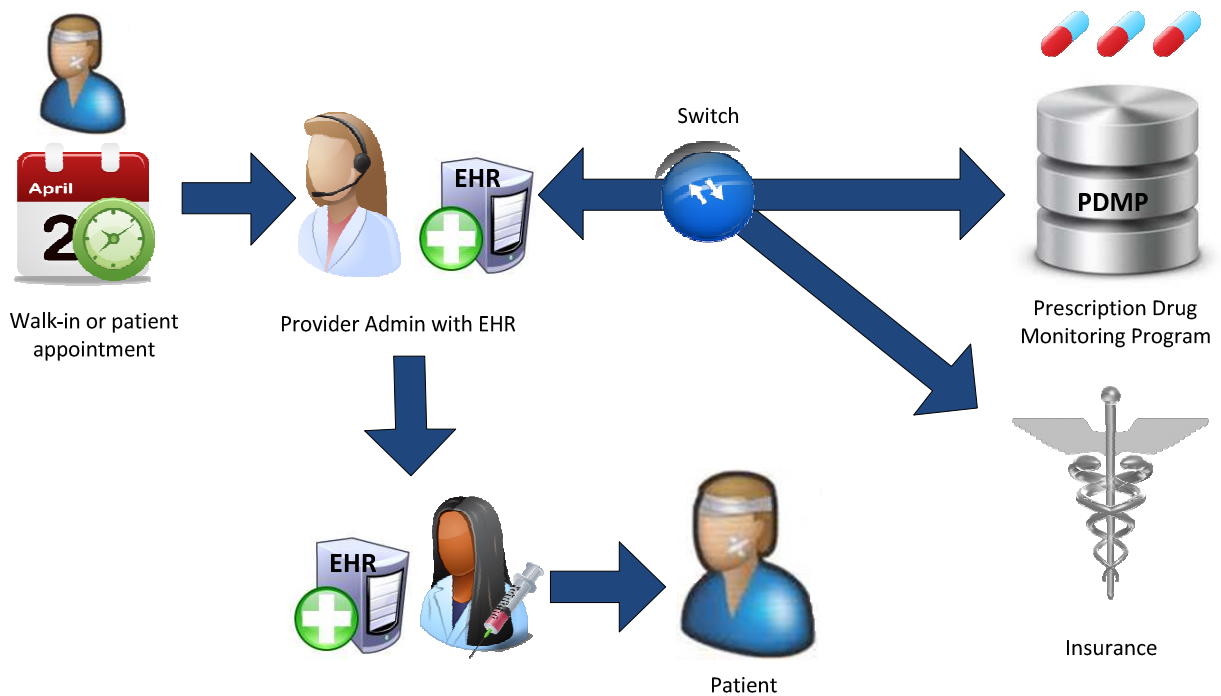 Switch
EHR
April
2
PDMP
Walk-in or patient
appointment
Provider Admin with EHR
Prescription Drug
Monitoring Program
EHR
Insurance
Patient